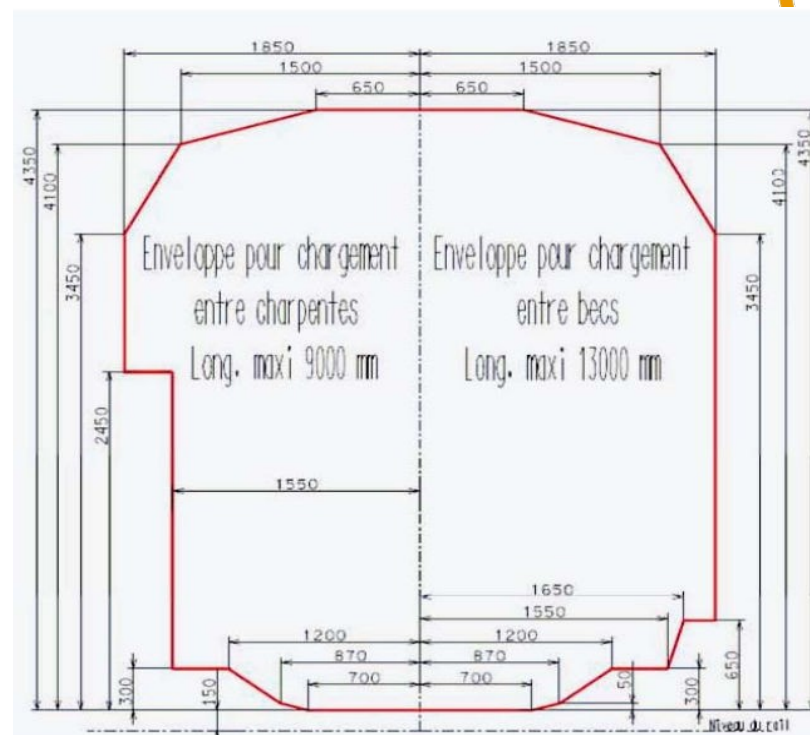 1850 1850
1500 1500
650 650
4350 4100 3450 2450
4350 4100 3450
Enveloppe pour chargement
entre charpentes
Long. maxi 9000 mm
Enveloppe pour chargement
entre becs
Long. maxi 13000 mm
1550
1650
1550
1200 1200
870 870
700 700
300 150
50 300 650
Niveau du rail